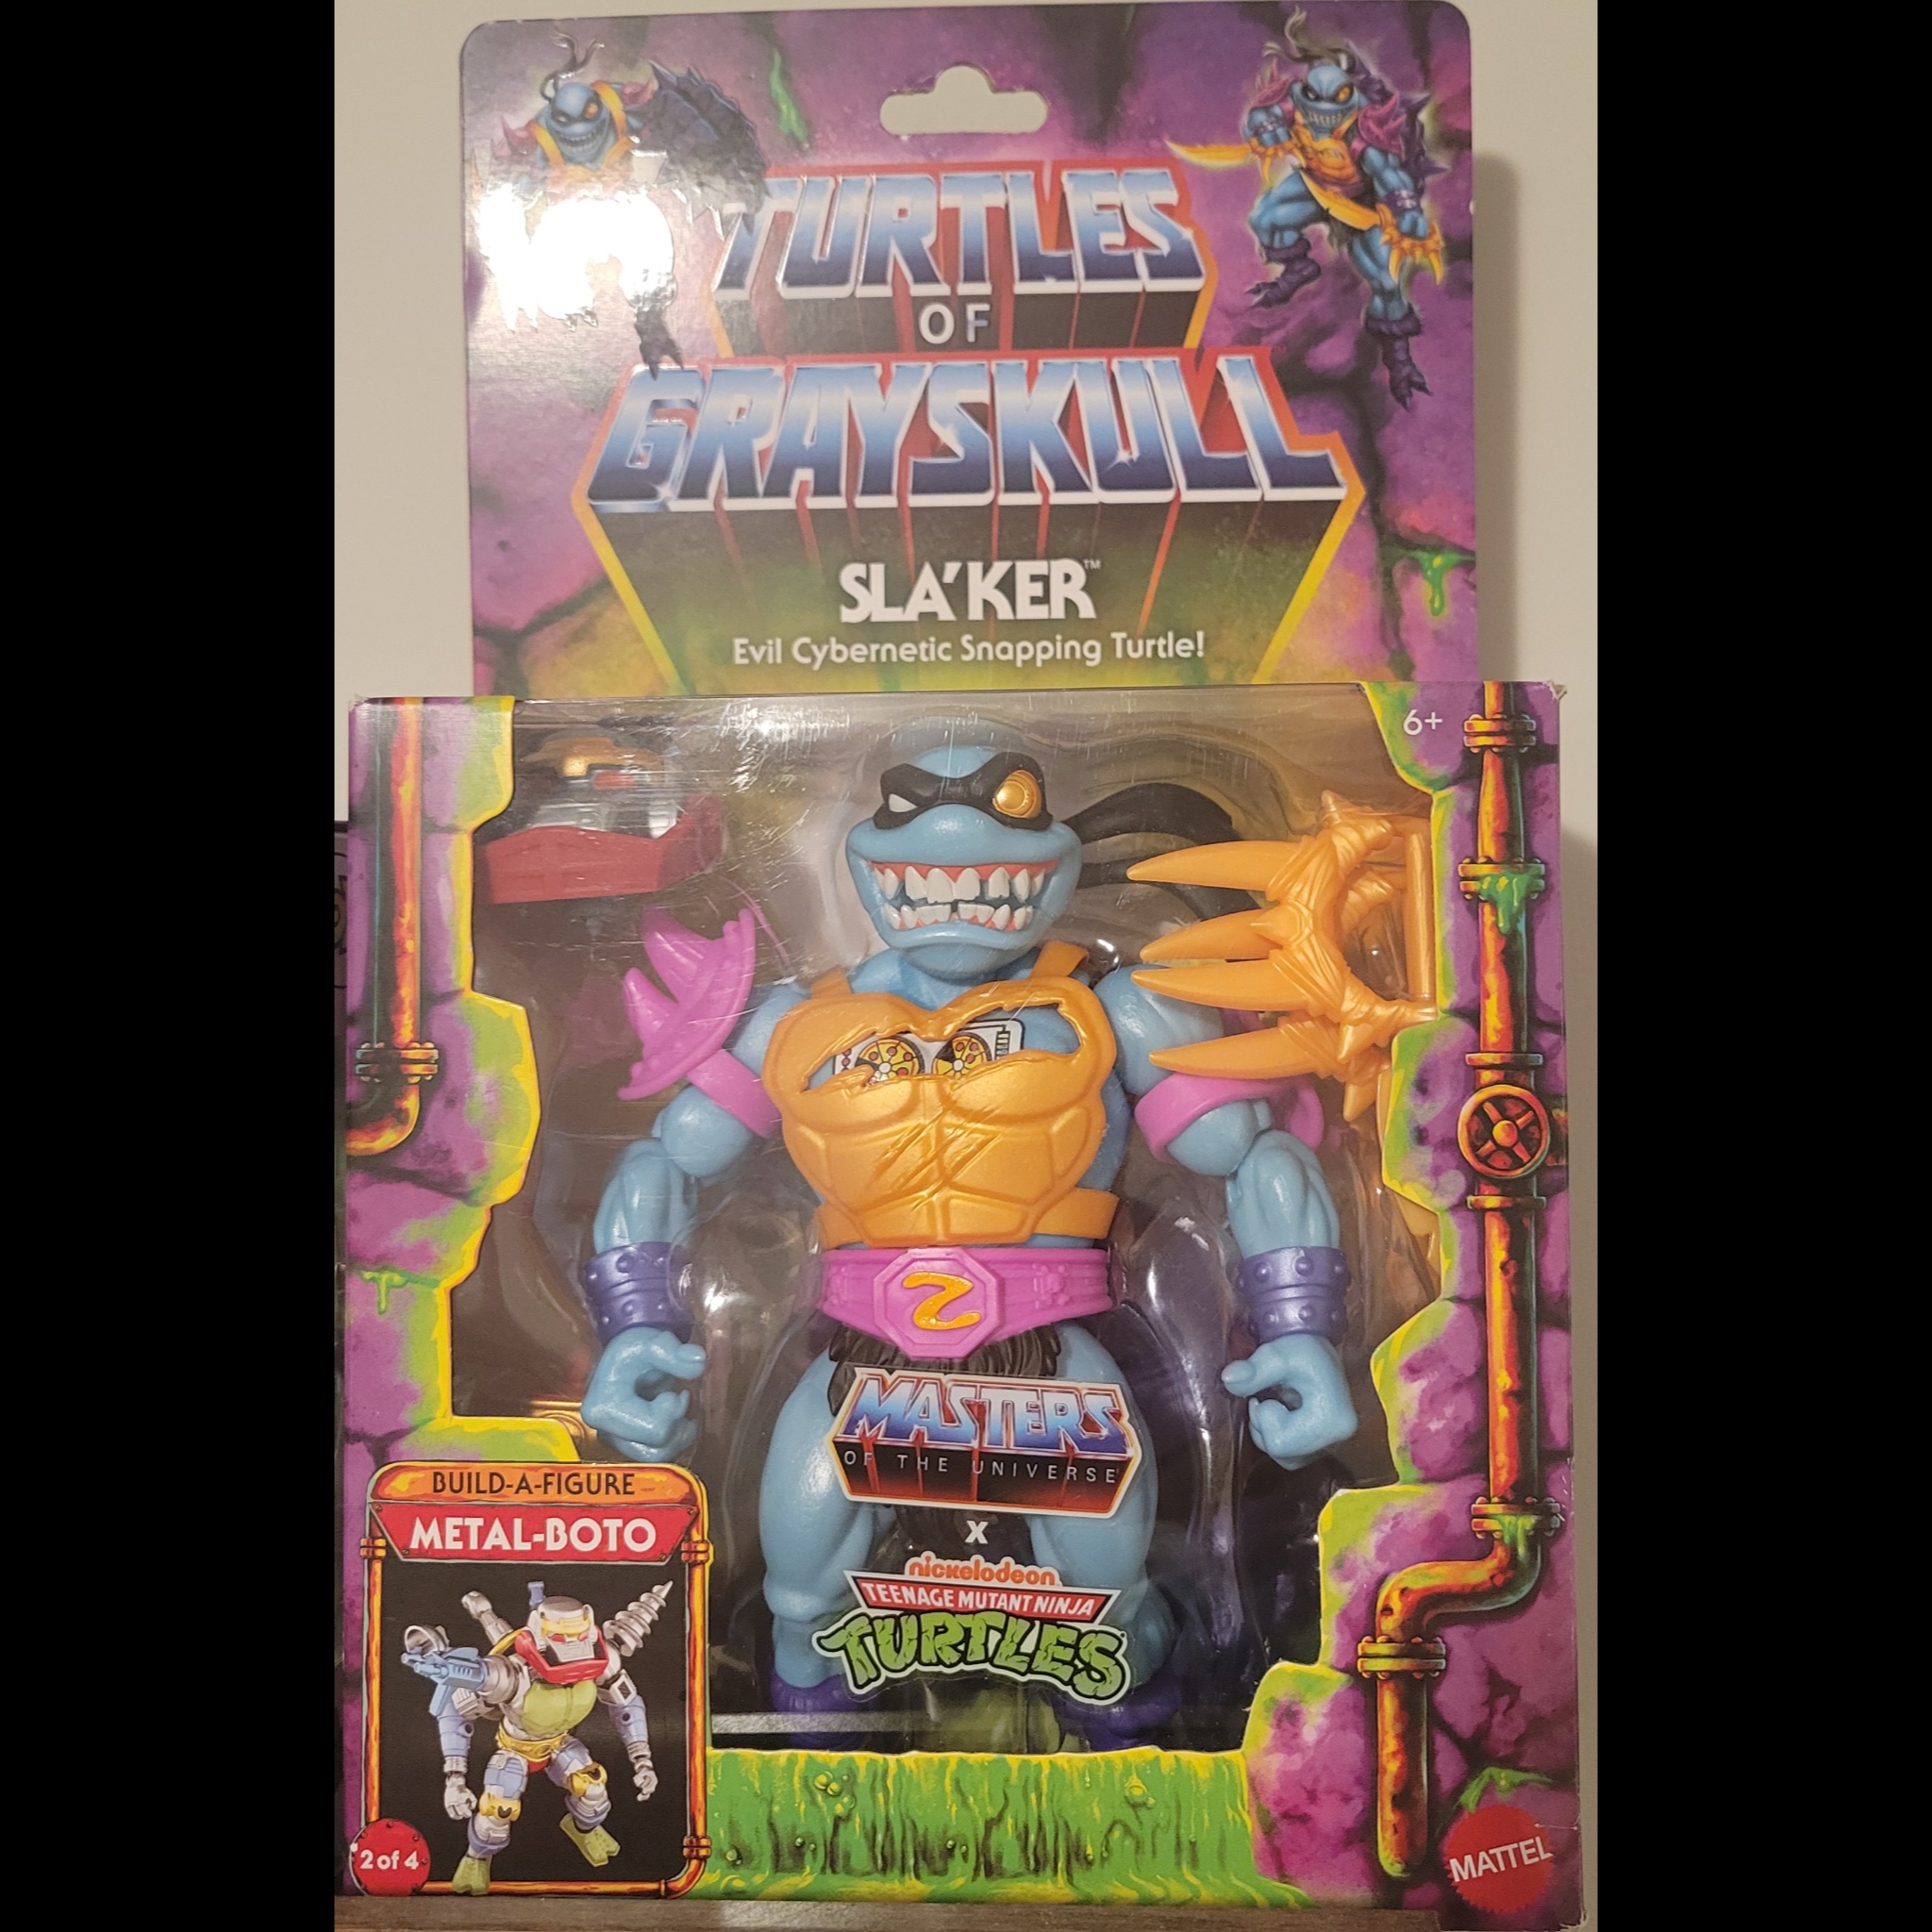 TURTLES
OF
GRAYSKULL
SLA'KER™
Evil Cybernetic Snapping Turtle!
6+
MASTERS
OF THE UNIVERSE
X
nickelodeon
TEENAGE MUTANT NINJA
TURTLES
BUILD-A-FIGURE
METAL-BOTO
2 of 4
MATTEL